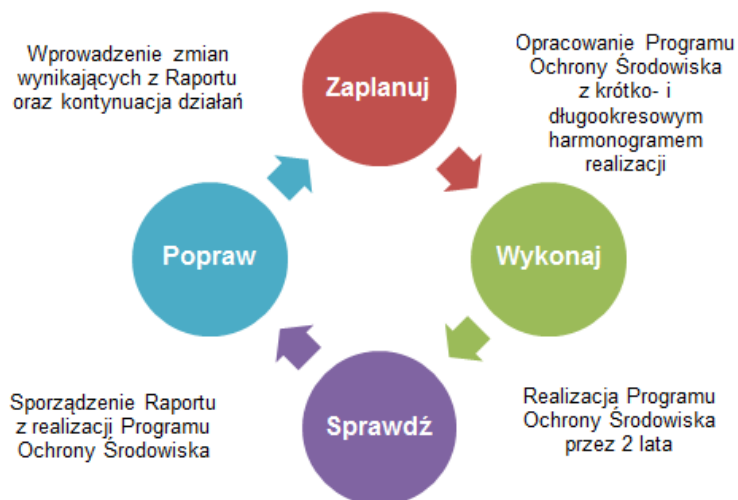 Zaplanuj
Opracowanie Programu
Ochrony Środowiska
z krótko- i
długookresowym
harmonogramem
realizacji
Wykonaj
Realizacja Programu
Ochrony Środowiska
przez 2 lata
Sprawdź
Sporządzenie Raportu
z realizacji Programu
Ochrony Środowiska
Popraw
Wprowadzenie zmian
wynikających z Raportu
oraz kontynuacja działań